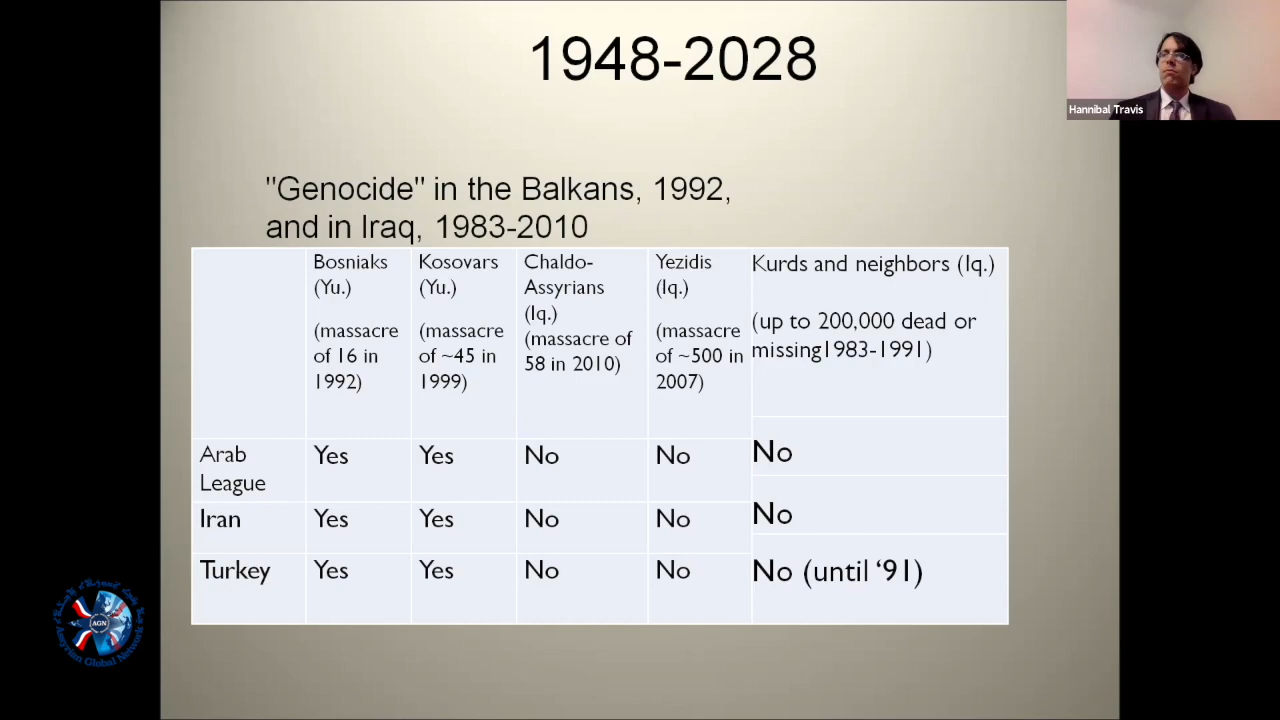 1948-2028
Hannibal Travis
"Genocide" in the Balkans, 1992,
and in Iraq, 1983-2010
Bosniaks
(Yu.)
(massacre
of 16 in
1992)
Kosovars
(Yu.)
(massacre
of ~45 in
1999)
Chaldo-
Assyrians
(Iq.)
(massacre of
58 in 2010)
Yezidis
(Iq.)
(massacre
of ~500 in
2007)
Kurds and neighbors (Iq.)
(up to 200,000 dead or
missing1983-1991)
Arab
League
Yes
Yes
No
No
No
Iran
Yes
Yes
No
No
No
Turkey
Yes
Yes
No
No
No (until ‘91)
AGN
Assyrian Global Network